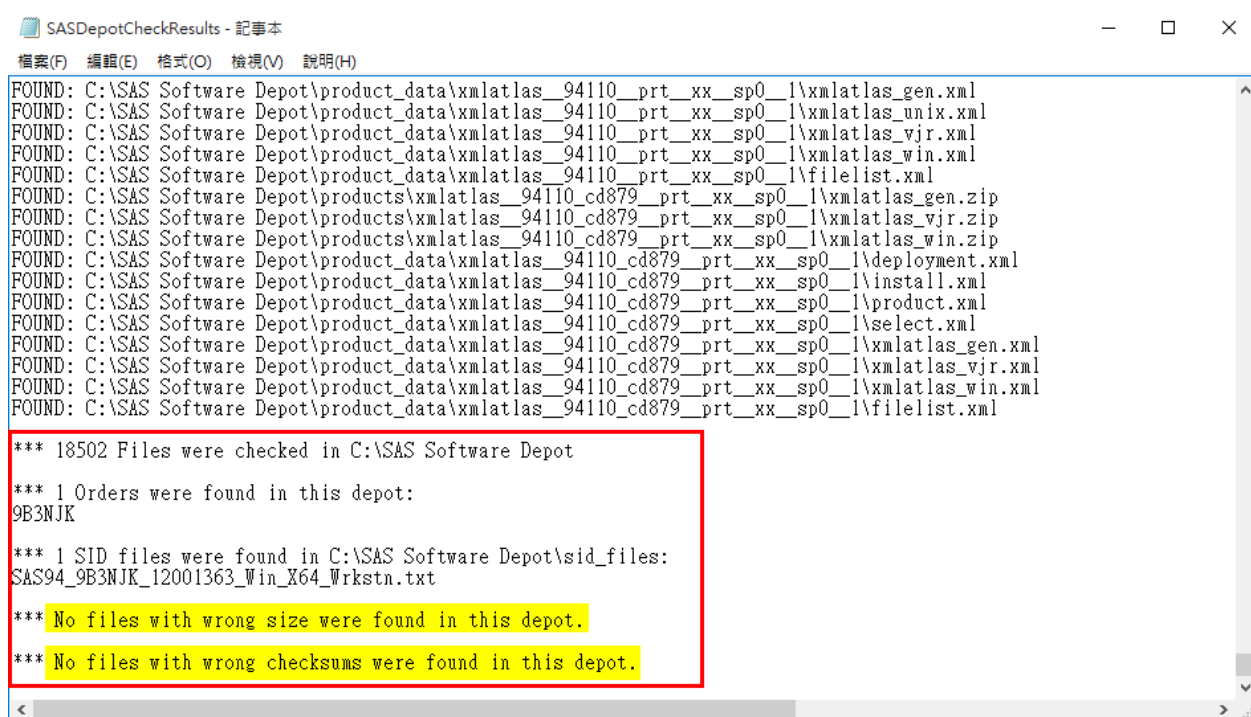 SASDepotCheckResults - 記事本
檔案(F) 編輯(E) 格式(O) 檢視(V) 說明(H)
FOUND: C:\SAS Software Depot\product_data\xmlatlas__94110__prt__xx__sp0__1\xmlatlas_gen.xml
FOUND: C:\SAS Software Depot\product_data\xmlatlas__94110__prt__xx__sp0__1\xmlatlas_unix.xml
FOUND: C:\SAS Software Depot\product_data\xmlatlas__94110__prt__xx__sp0__1\xmlatlas_vjr.xml
FOUND: C:\SAS Software Depot\product_data\xmlatlas__94110__prt__xx__sp0__1\xmlatlas_win.xml
FOUND: C:\SAS Software Depot\product_data\xmlatlas__94110__prt__xx__sp0__1\filelist.xml
FOUND: C:\SAS Software Depot\products\xmlatlas__94110_cd879__prt__xx__sp0__1\xmlatlas_gen.zip
FOUND: C:\SAS Software Depot\products\xmlatlas__94110_cd879__prt__xx__sp0__1\xmlatlas_vjr.zip
FOUND: C:\SAS Software Depot\products\xmlatlas__94110_cd879__prt__xx__sp0__1\xmlatlas_win.zip
FOUND: C:\SAS Software Depot\product_data\xmlatlas__94110_cd879__prt__xx__sp0__1\deployment.xml
FOUND: C:\SAS Software Depot\product_data\xmlatlas__94110_cd879__prt__xx__sp0__1\install.xml
FOUND: C:\SAS Software Depot\product_data\xmlatlas__94110_cd879__prt__xx__sp0__1\product.xml
FOUND: C:\SAS Software Depot\product_data\xmlatlas__94110_cd879__prt__xx__sp0__1\select.xml
FOUND: C:\SAS Software Depot\product_data\xmlatlas__94110_cd879__prt__xx__sp0__1\xmlatlas_gen.xml
FOUND: C:\SAS Software Depot\product_data\xmlatlas__94110_cd879__prt__xx__sp0__1\xmlatlas_vjr.xml
FOUND: C:\SAS Software Depot\product_data\xmlatlas__94110_cd879__prt__xx__sp0__1\xmlatlas_win.xml
FOUND: C:\SAS Software Depot\product_data\xmlatlas__94110_cd879__prt__xx__sp0__1\filelist.xml
*** 18502 Files were checked in C:\SAS Software Depot
*** 1 Orders were found in this depot:
9B3NJK
*** 1 SID files were found in C:\SAS Software Depot\sid_files:
SAS94_9B3NJK_12001363_Win_X64_Wrkstn.txt
*** No files with wrong size were found in this depot.
*** No files with wrong checksums were found in this depot.